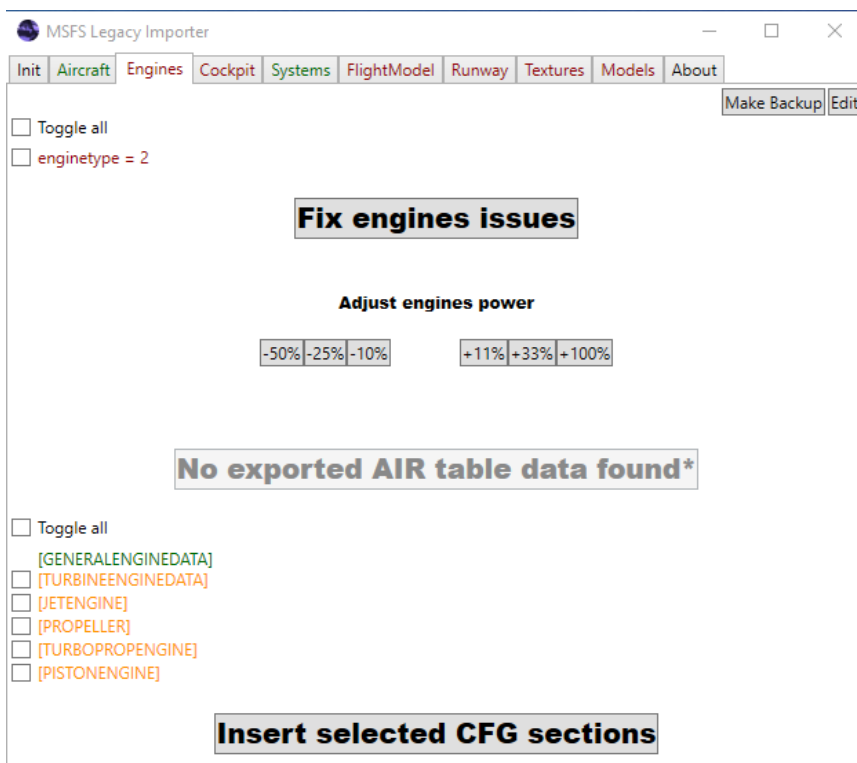 MSFS Legacy Importer
Init Aircraft Engines Cockpit Systems FlightModel Runway Textures Models About
Make Backup Edit
Toggle all
enginetype = 2
Fix engines issues
Adjust engines power
-50% -25% -10% +11% +33% +100%
No exported AIR table data found*
Toggle all
[GENERALENGINEDATA]
[TURBINEENGINEDATA]
[JETENGINE]
[PROPELLER]
[TURBOPROPENGINE]
[PISTONENGINE]
Insert selected CFG sections